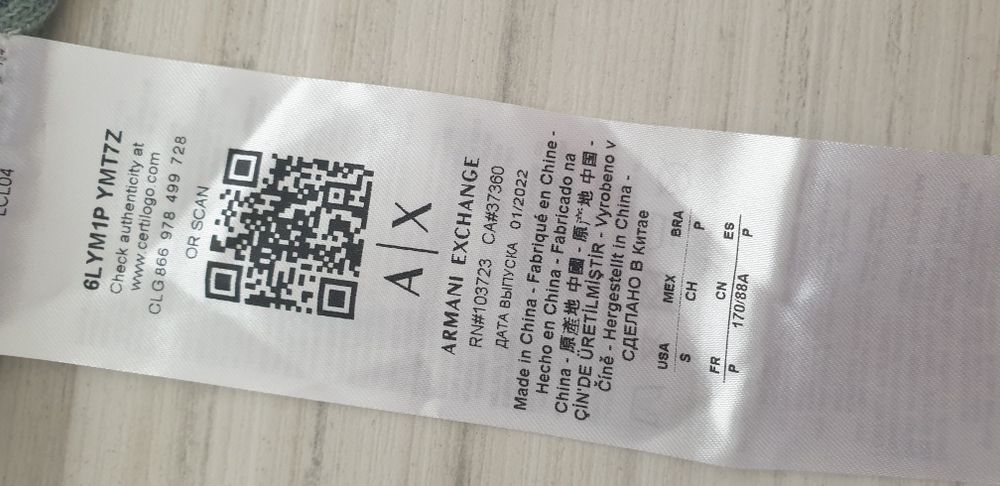 LCL04
6LYM1P YMT7Z
Check authenticity at
www.certilogo.com
CLG 866 978 499 728
OR SCAN
A|X
ARMANI EXCHANGE
RN#103723 CA#37360
ДАТА ВЫПУСКА 01/2022
Made in China - Fabriqué en Chine -
Hecho en China - Fabricado na
China - 原產地 中國 - 原产地 中国 -
ÇİN'DE ÜRETİLMİŞTİR - Vyrobeno v
Číně - Hergestellt in China -
СДЕЛАНО В Китае
USA MEX BRA
S CH P
FR CN ES
P 170/88A P